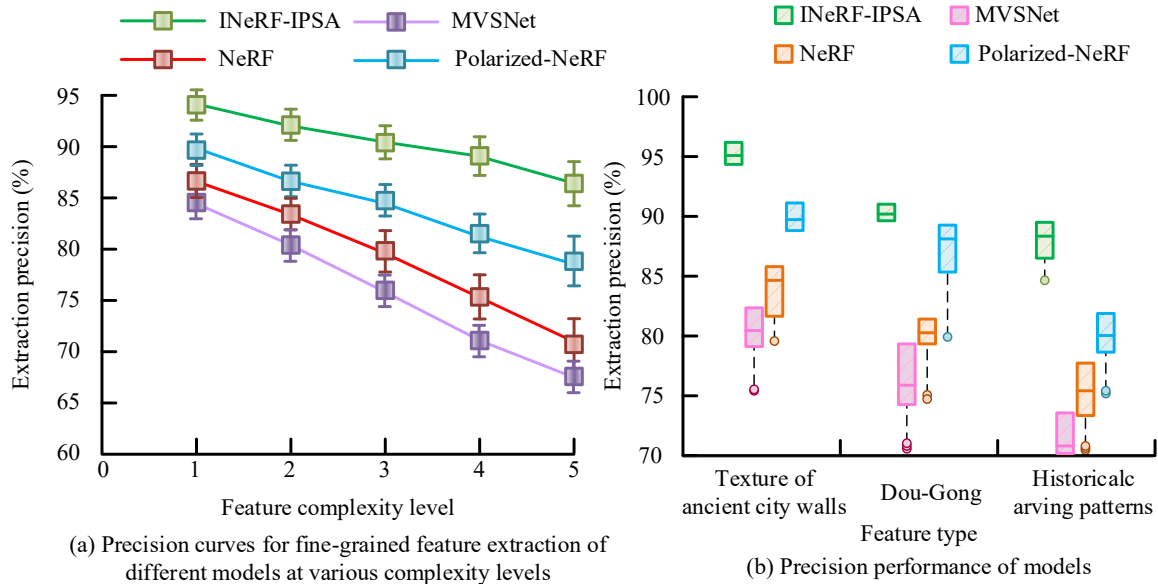 INeRF-IPSA MVSNet
NeRF Polarized-NeRF
95
90
85
80
75
70
65
60
Extraction precision (%)
0 1 2 3 4 5
Feature complexity level
(a) Precision curves for fine-grained feature extraction of
different models at various complexity levels
INeRF-IPSA MVSNet
NeRF Polarized-NeRF
100
95
90
85
80
75
70
Extraction precision (%)
Texture of
ancient city walls
Dou-Gong
Historicalc
arving patterns
Feature type
(b) Precision performance of models